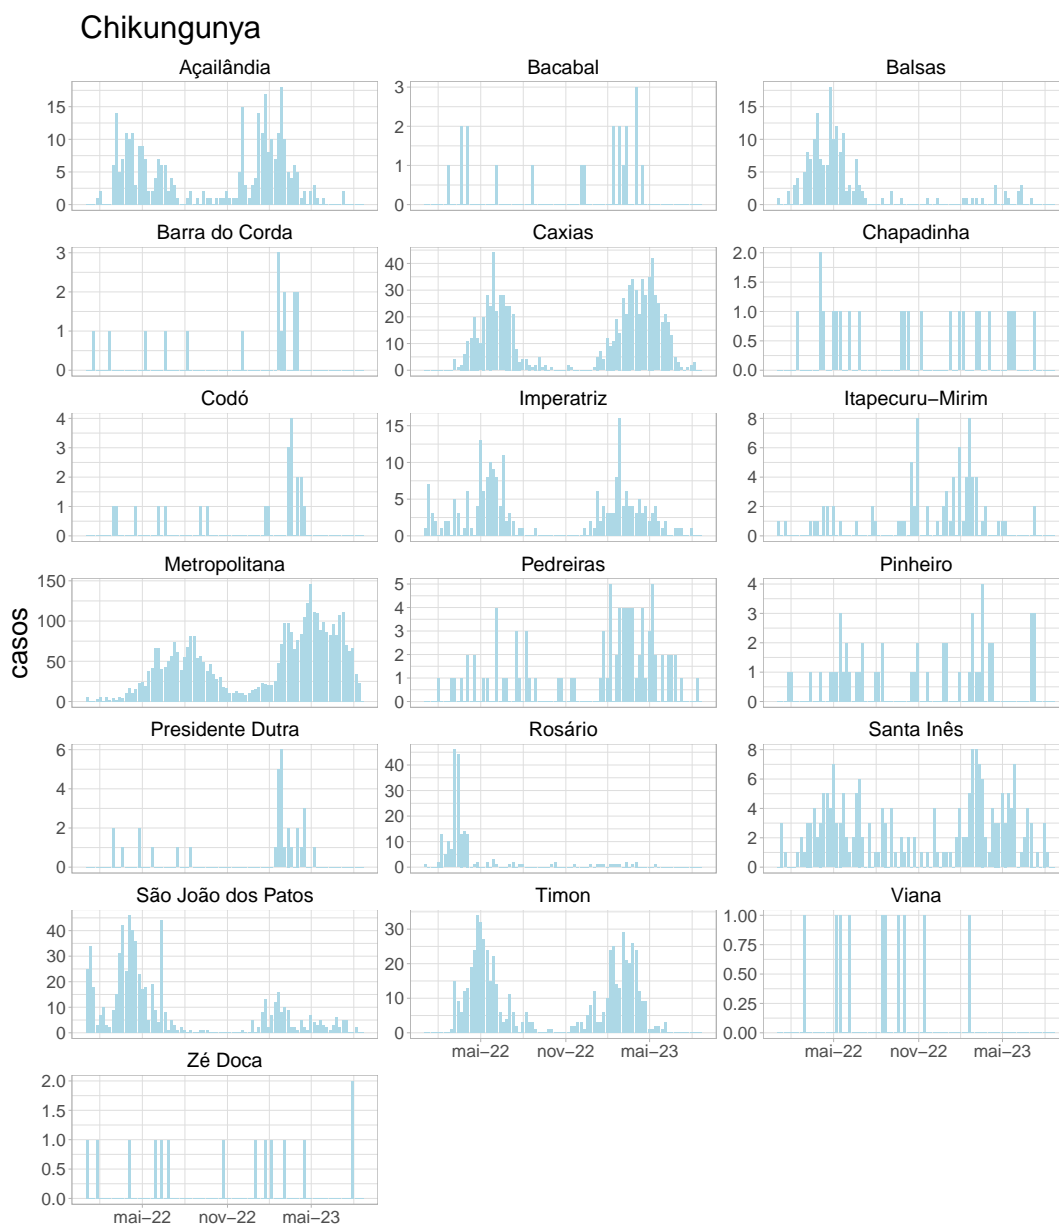 Chikungunya
Açailândia
Bacabal
Balsas
15
10
5
0
3
2
1
0
15
10
5
0
Barra do Corda
Caxias
Chapadinha
3
2
1
0
40
30
20
10
0
2.0
1.5
1.0
0.5
0.0
Codó
Imperatriz
Itapecuru−Mirim
4
3
2
1
0
15
10
5
0
8
6
4
2
0
Metropolitana
Pedreiras
Pinheiro
150
100
50
0
5
4
3
2
1
0
5
4
3
2
1
0
casos
Presidente Dutra
Rosário
Santa Inês
6
4
2
0
40
30
20
10
0
8
6
4
2
0
São João dos Patos
Timon
Viana
40
30
20
10
0
30
20
10
0
1.00
0.75
0.50
0.25
0.00
mai−22
nov−22
mai−23
mai−22
nov−22
mai−23
Zé Doca
2.0
1.5
1.0
0.5
0.0
mai−22
nov−22
mai−23